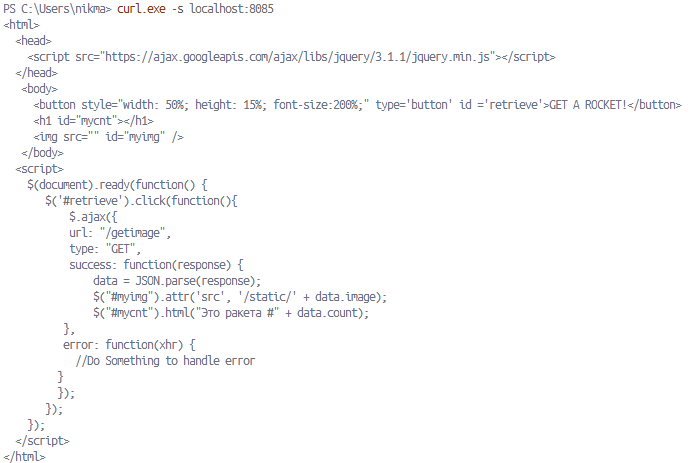 PS C:\Users\nikma> curl.exe -s localhost:8085
<html>
  <head>
    <script src="https://ajax.googleapis.com/ajax/libs/jquery/3.1.1/jquery.min.js"></script>
  </head>
   <body>
     <button style="width: 50%; height: 15%; font-size:200%;" type='button' id ='retrieve'>GET A ROCKET!</button>
     <h1 id="mycnt"></h1>
     <img src="" id="myimg" />
   </body>
  <script>
    $(document).ready(function() {
       $('#retrieve').click(function(){
           $.ajax({
           url: "/getimage",
           type: "GET",
           success: function(response) {
               data = JSON.parse(response);
               $("#myimg").attr('src', '/static/' + data.image);
               $("#mycnt").html("Это ракета #" + data.count);
          },
          error: function(xhr) {
            //Do Something to handle error
         }
         });
       });
    });
  </script>
</html>